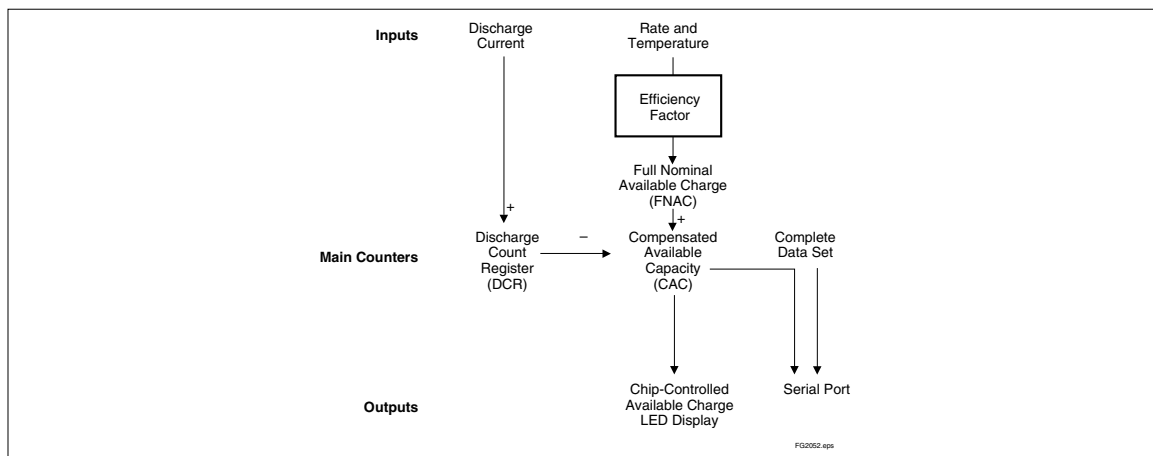 Inputs
Discharge
Current
Rate and
Temperature
Efficiency
Factor
Full Nominal
Available Charge
(FNAC)
+
+
Main Counters
Discharge
Count
Register
(DCR)
–
Compensated
Available
Capacity
(CAC)
Complete
Data Set
Outputs
Chip-Controlled
Available Charge
LED Display
Serial Port
FG2052.eps